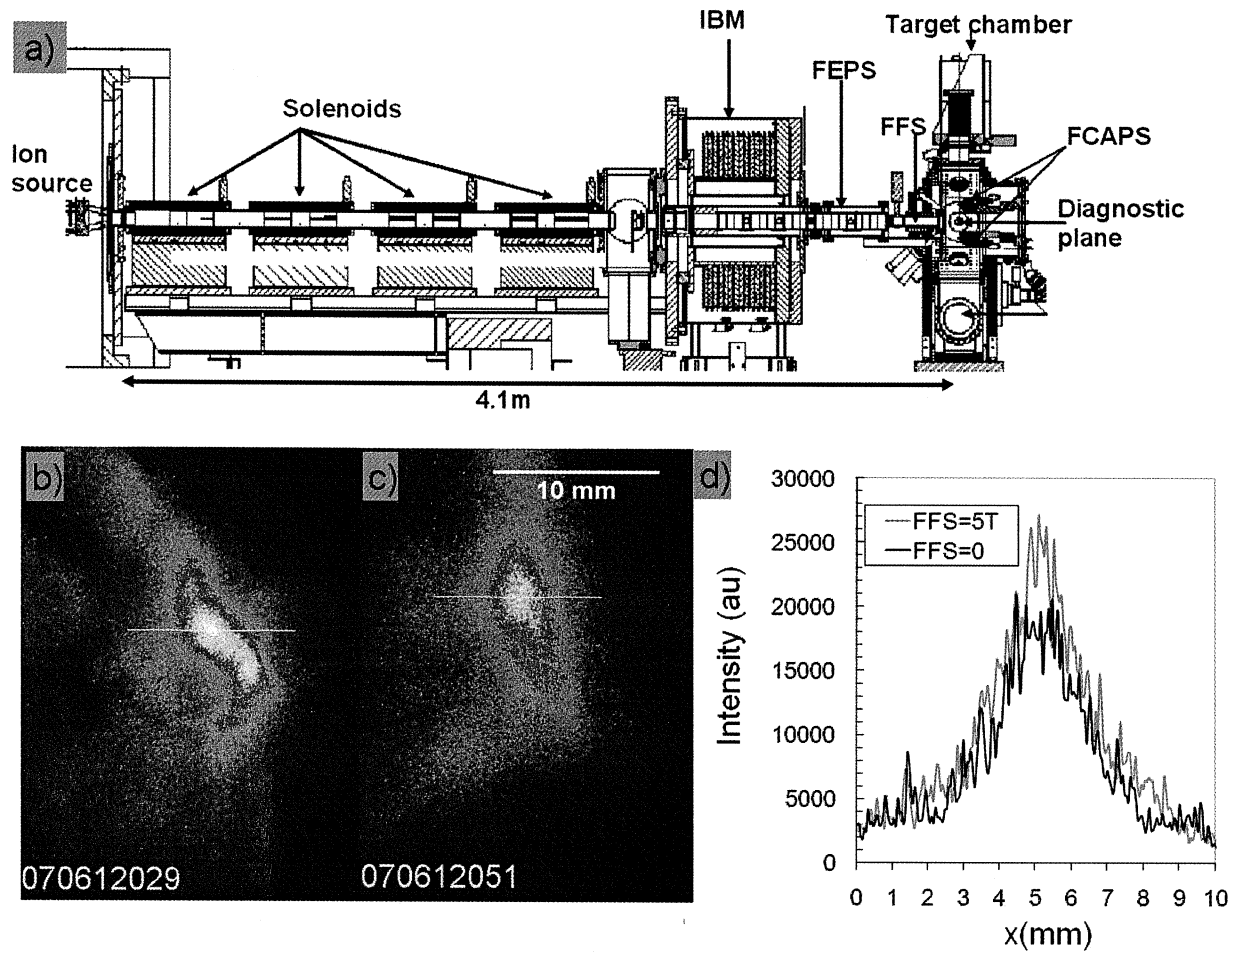 a)
IBM
Target chamber
FEPS
Solenoids
FFS
FCAPS
Ion
source
Diagnostic
plane
4.1m
b)
c)
10 mm
070612029
070612051
d)
30000
25000
20000
15000
10000
5000
0
Intensity (au)
FFS=5T
FFS=0
0 1 2 3 4 5 6 7 8 9 10
x(mm)